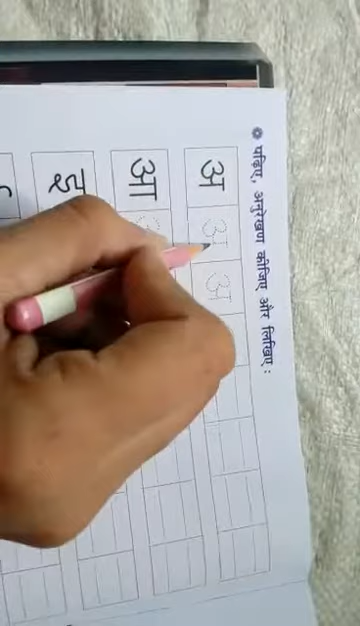 पढ़िए, अनुरेखण कीजिए और लिखिए :
अ अ अ
आ
इ